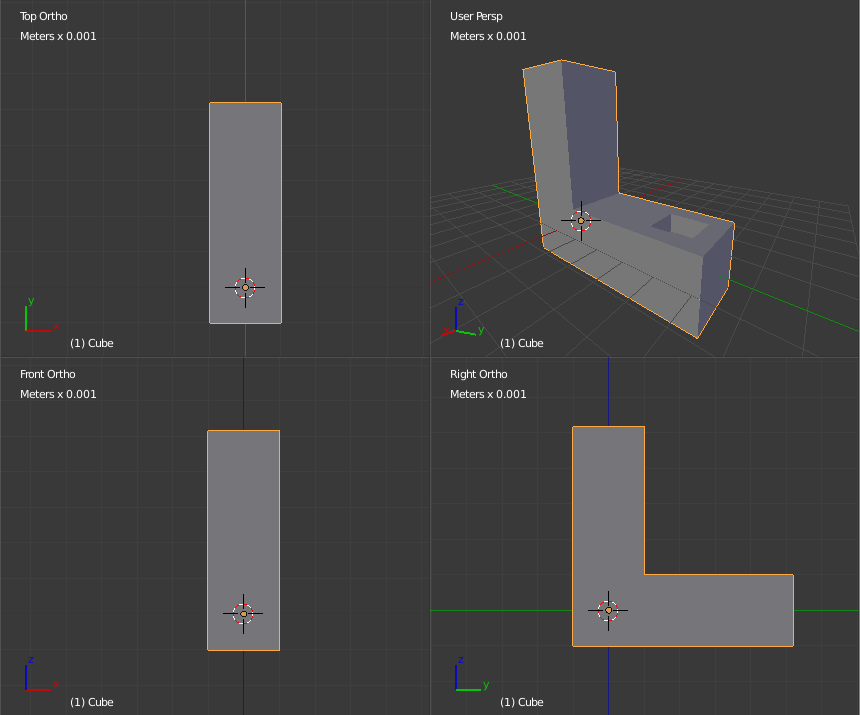 Top Ortho
Meters x 0.001
y
x
(1) Cube
User Persp
Meters x 0.001
z
x
y
(1) Cube
Front Ortho
Meters x 0.001
z
x
(1) Cube
Right Ortho
Meters x 0.001
z
y
(1) Cube